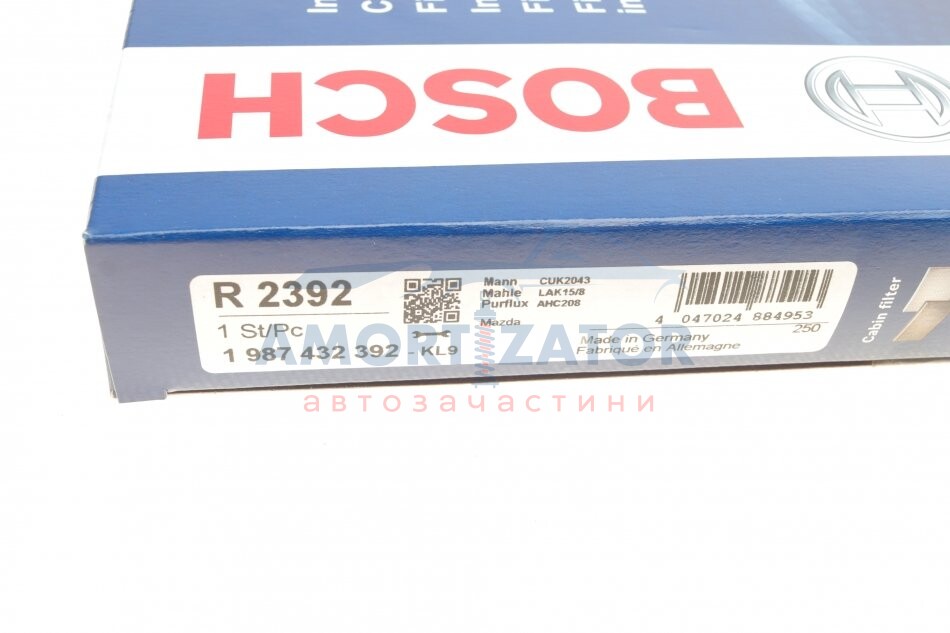 BOSCH
R 2392
1 St/Pc
1 987 432 392
KL9
Mann CUK2043
Mahle LAK15/8
Purflux AHC208
Mazda
4 047024 884953
250
Made in Germany
Fabriqué en Allemagne
Cabin filter
AMORTIZATOR
автозачастини